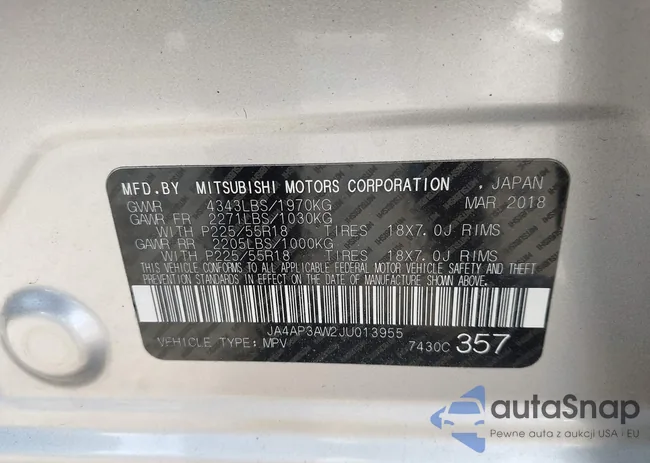 MFD.BY MITSUBISHI MOTORS CORPORATION , JAPAN
GVWR 4343LBS/1970KG MAR 2018
GAWR FR 2271LBS/1030KG
WITH P225/55R18 TIRES 18X7.0J RIMS
GAWR RR 2205LBS/1000KG
WITH P225/55R18 TIRES 18X7.0J RIMS
THIS VEHICLE CONFORMS TO ALL APPLICABLE FEDERAL MOTOR VEHICLE SAFETY AND THEFT
PREVENTION STANDARDS IN EFFECT ON THE DATE OF MANUFACTURE SHOWN ABOVE.
JA4AP3AW2JU013955
VEHICLE TYPE: MPV 7430C 357
autaSnap
Pewne auta z aukcji USA i EU